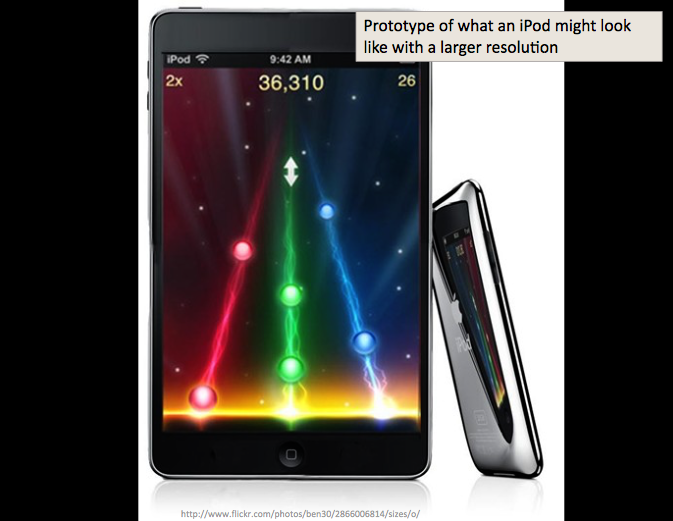 Prototype of what an iPod might look
like with a larger resolution
iPod 9:42 AM
2x 36,310 26
iPod
http://www.flickr.com/photos/ben30/2866006814/sizes/o/